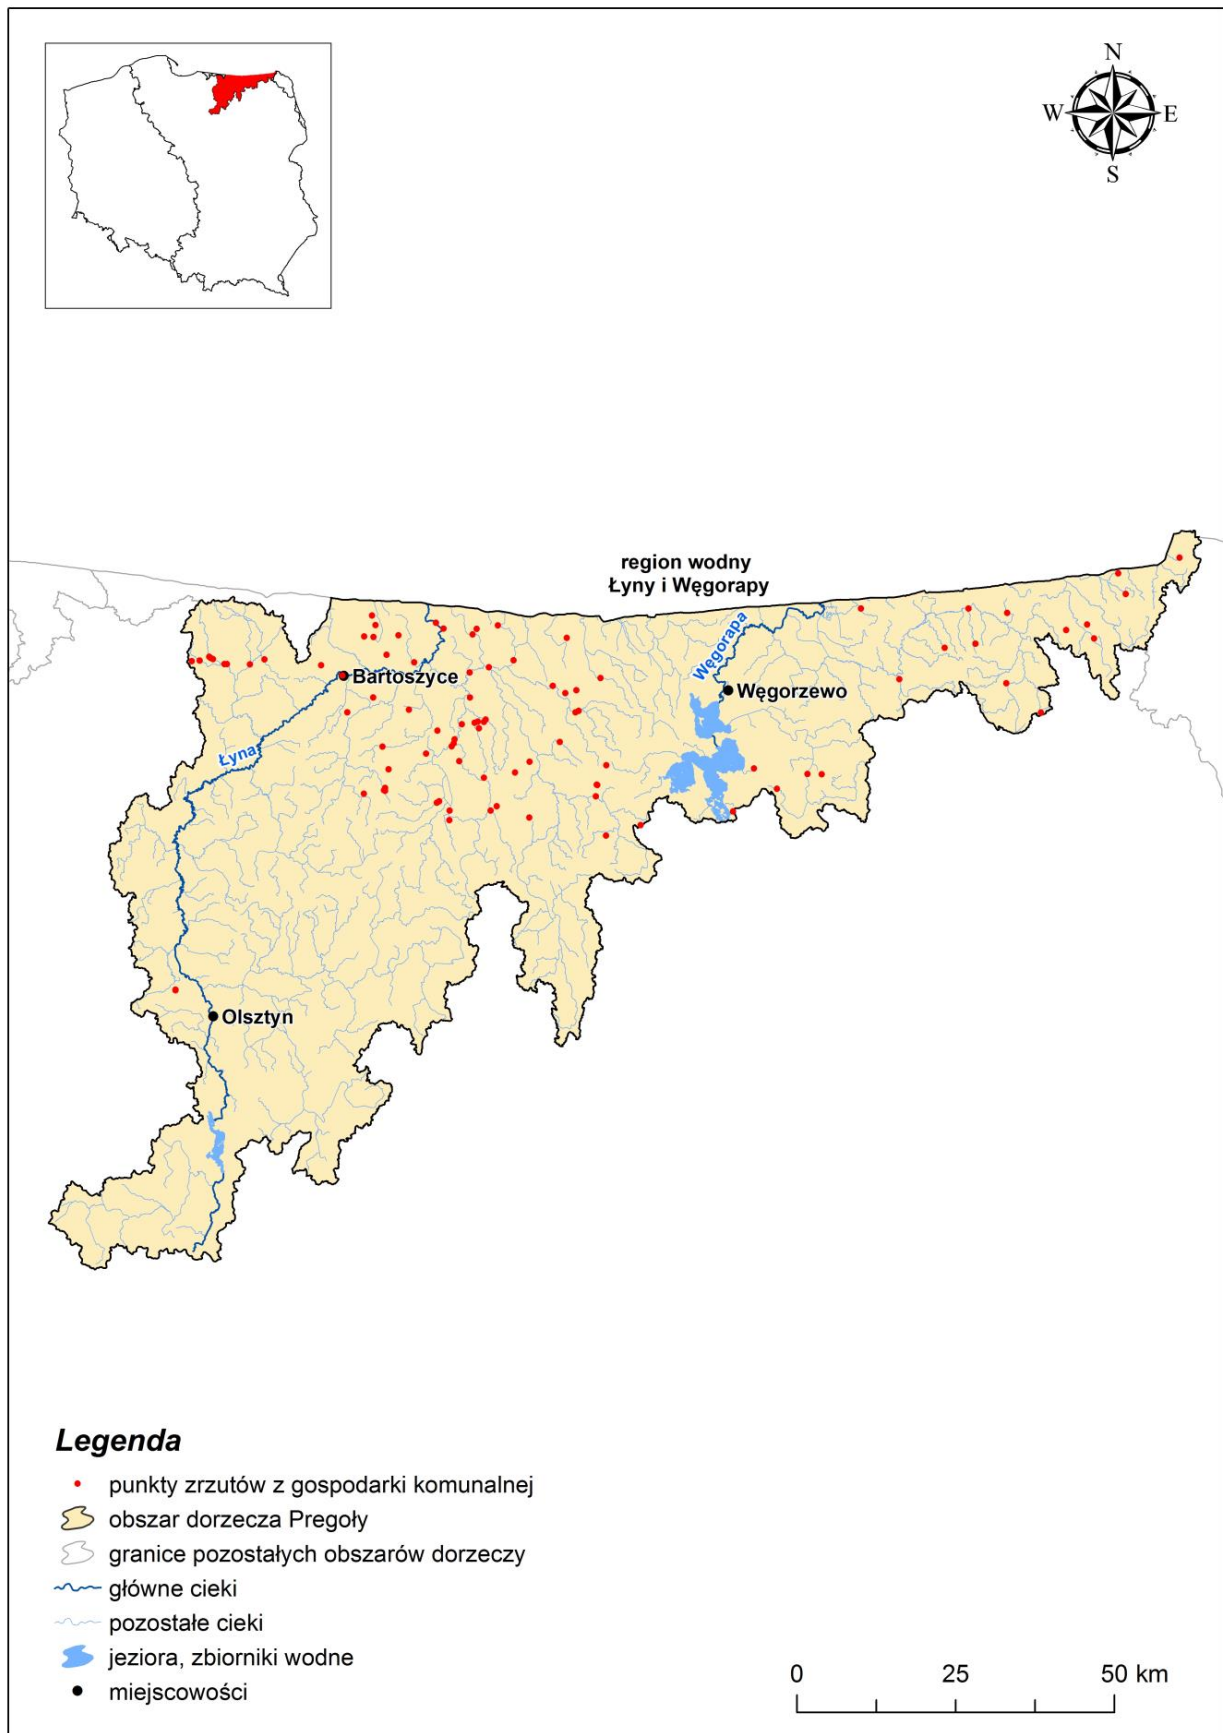 N
W
E
S
region wodny
Łyny i Węgorapy
Węgorapa
Bartoszyce
Węgorzewo
Łyna
Olsztyn
Legenda
punkty zrzutów z gospodarki komunalnej
obszar dorzecza Pregoły
granice pozostałych obszarów dorzeczy
główne cieki
pozostałe cieki
jeziora, zbiorniki wodne
miejscowości
0 25 50 km